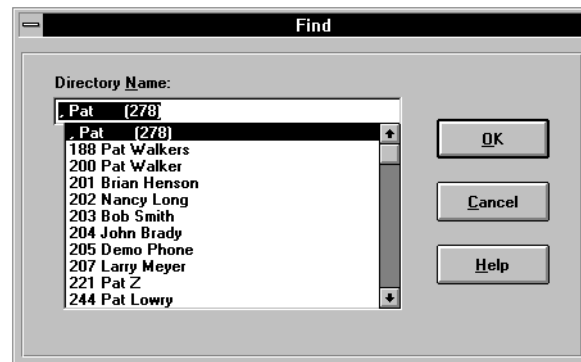 Find
Directory Name:
, Pat (278)
, Pat (278)
188 Pat Walkers
200 Pat Walker
201 Brian Henson
202 Nancy Long
203 Bob Smith
204 John Brady
205 Demo Phone
207 Larry Meyer
221 Pat Z
244 Pat Lowry
OK
Cancel
Help